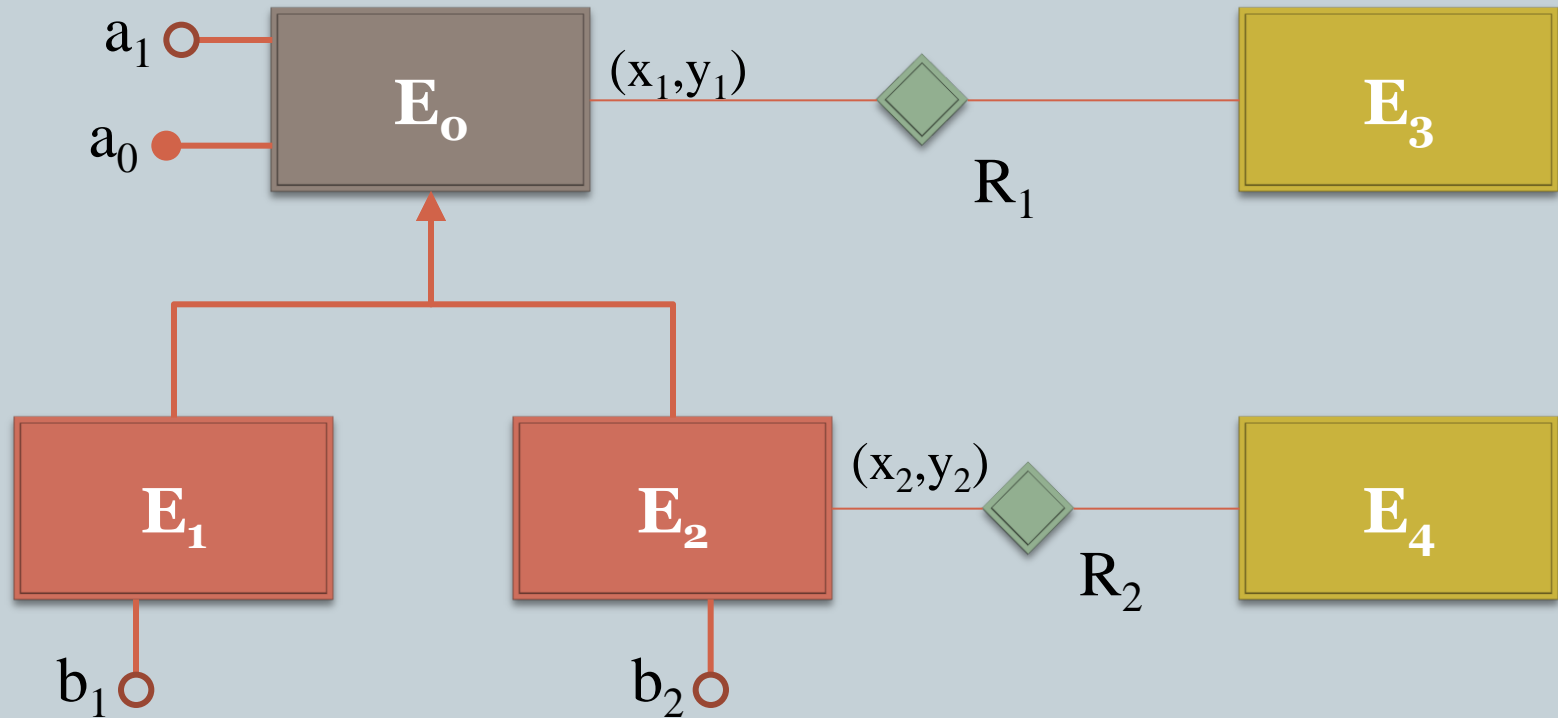 a₁
E₀
(x₁,y₁)
E₃
a₀
R₁
E₁
E₂
(x₂,y₂)
E₄
R₂
b₁
b₂